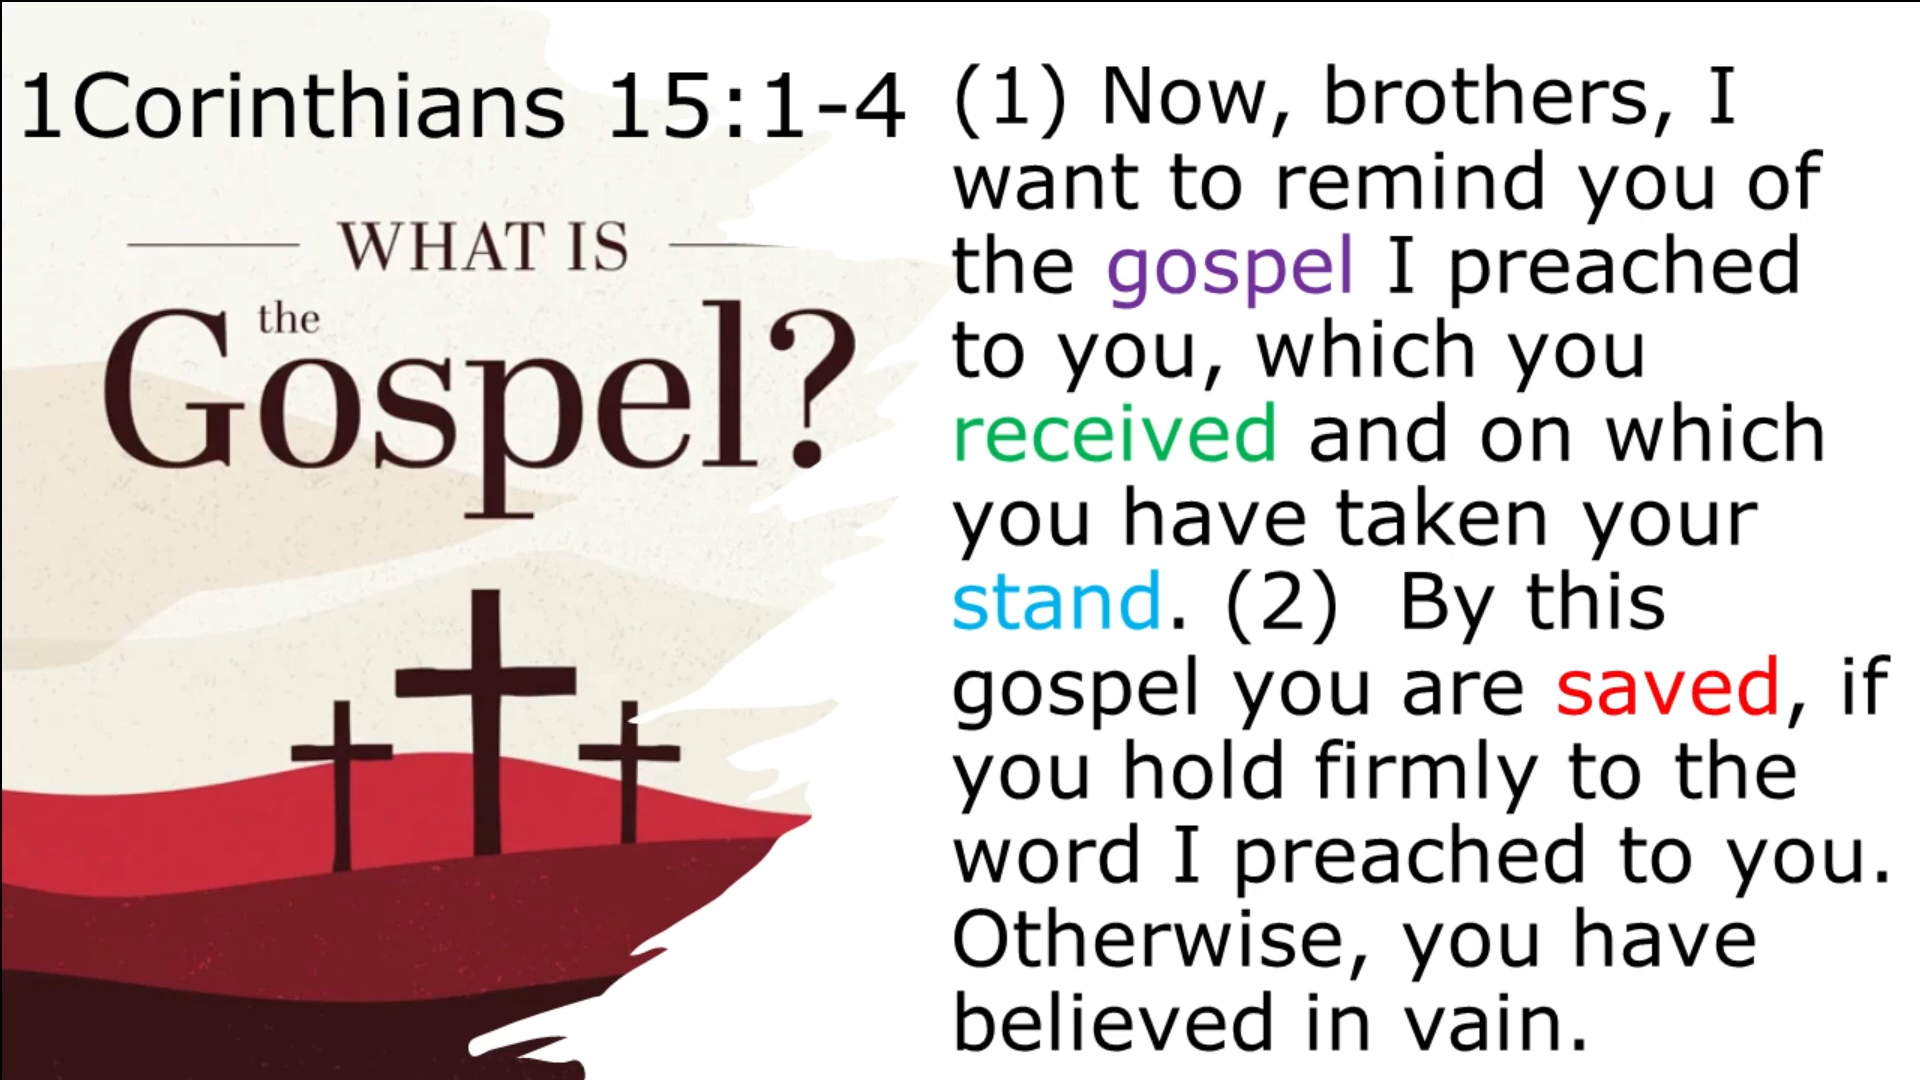 1Corinthians 15:1-4
WHAT IS
the
Gospel?
(1) Now, brothers, I
want to remind you of
the gospel I preached
to you, which you
received and on which
you have taken your
stand. (2)  By this
gospel you are saved, if
you hold firmly to the
word I preached to you.
Otherwise, you have
believed in vain.